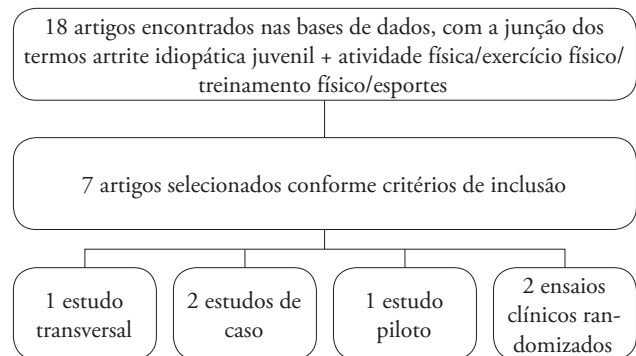 18 artigos encontrados nas bases de dados, com a junção dos
termos artrite idiopática juvenil + atividade física/exercício físico/
treinamento físico/esportes
7 artigos selecionados conforme critérios de inclusão
1 estudo
transversal
2 estudos de
caso
1 estudo
piloto
2 ensaios
clínicos ran-
domizados